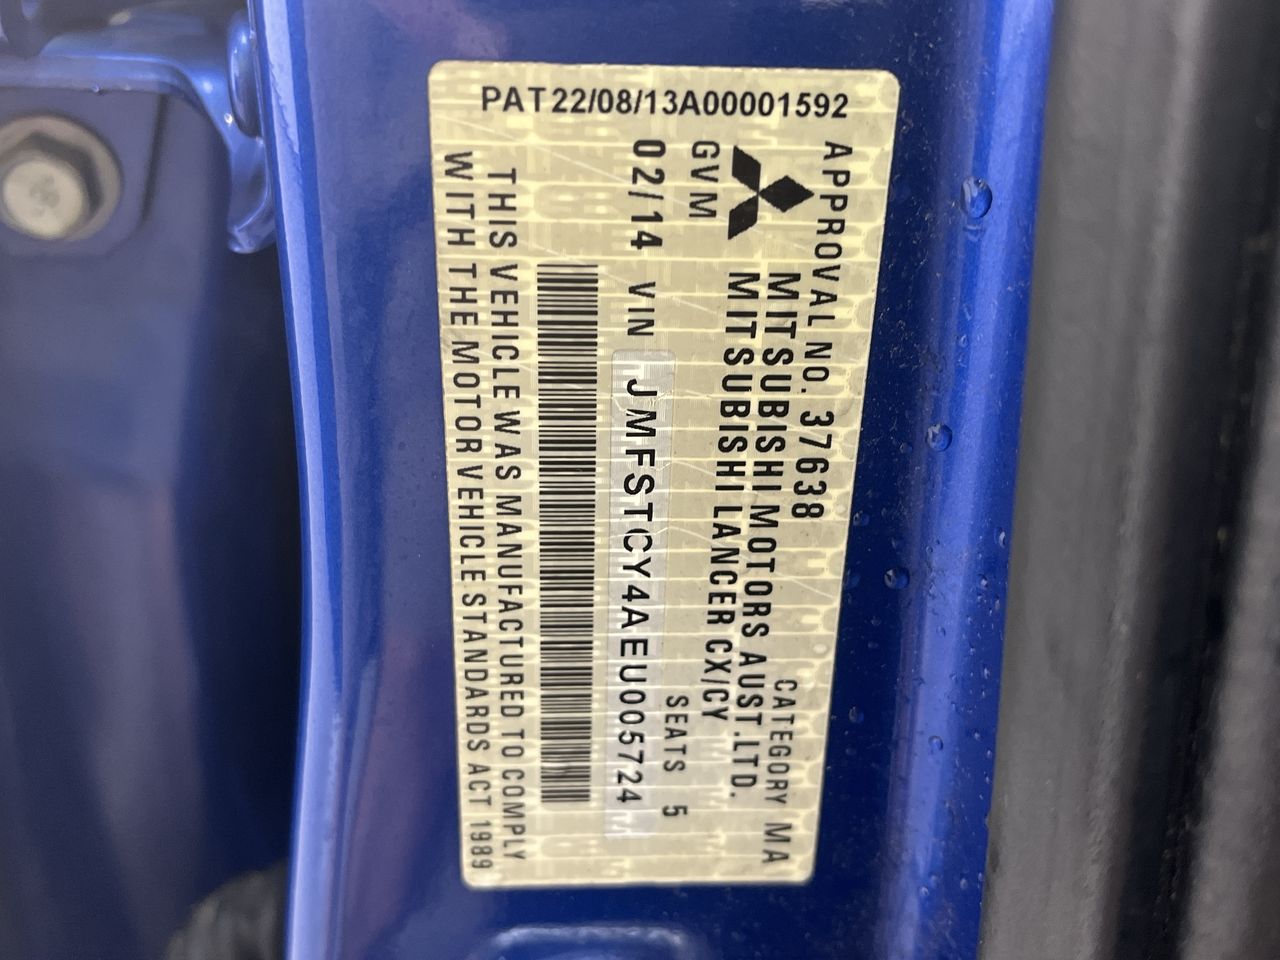 PAT22/08/13A00001592
APPROVAL NO. 37638 CATEGORY MA
MITSUBISHI MOTORS AUST.LTD.
MITSUBISHI LANCER CX/CY
GVM SEATS 5
02/14 VIN JMFSTCY4AEU005724
THIS VEHICLE WAS MANUFACTURED TO COMPLY
WITH THE MOTOR VEHICLE STANDARDS ACT 1989